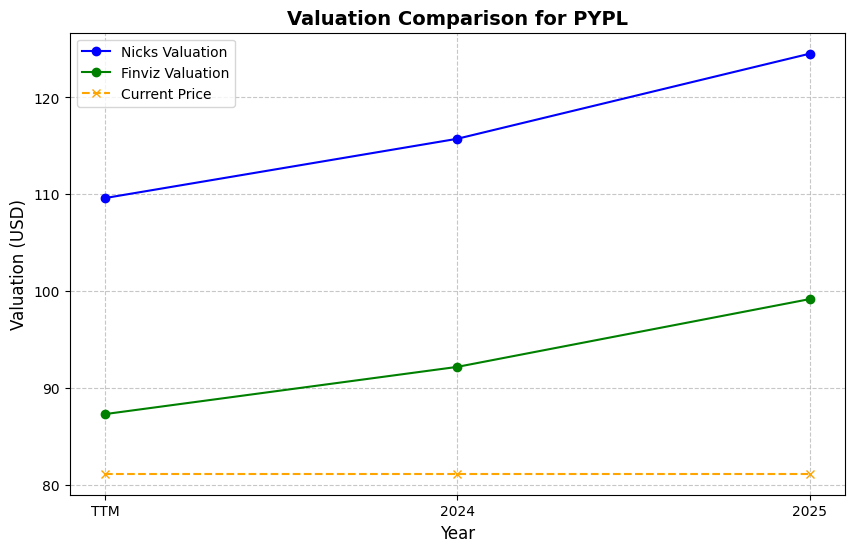 Valuation Comparison for PYPL
Nicks Valuation
Finviz Valuation
Current Price
Valuation (USD)
120
110
100
90
80
TTM
2024
2025
Year